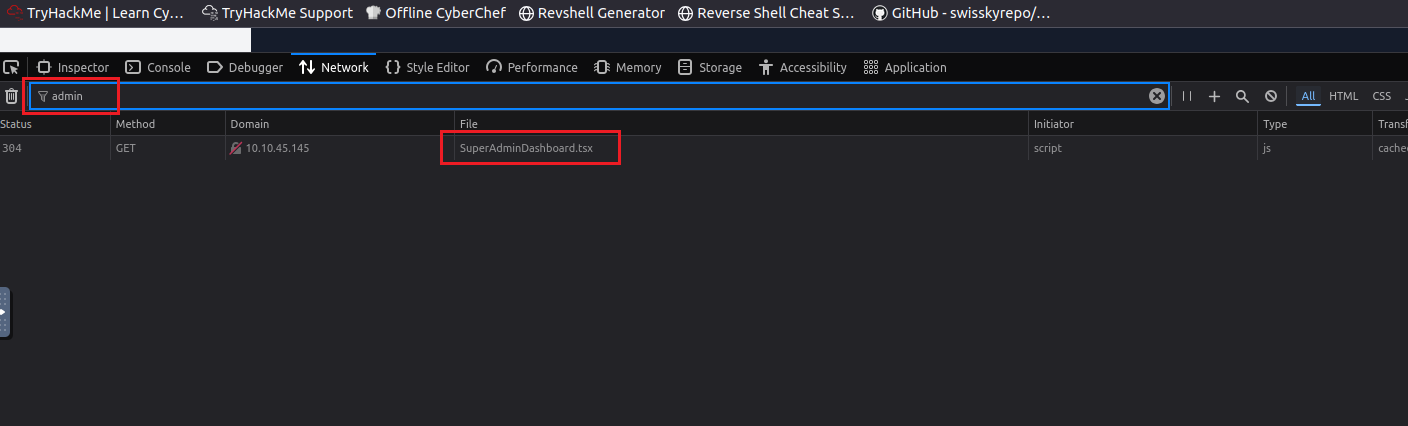 TryHackMe | Learn Cy… TryHackMe Support Offline CyberChef Revshell Generator Reverse Shell Cheat S… GitHub - swisskyrepo/…
Inspector Console Debugger Network Style Editor Performance Memory Storage Accessibility Application
admin All HTML CSS
Status Method Domain File Initiator Type Transf
304 GET 10.10.45.145 SuperAdminDashboard.tsx script js cached